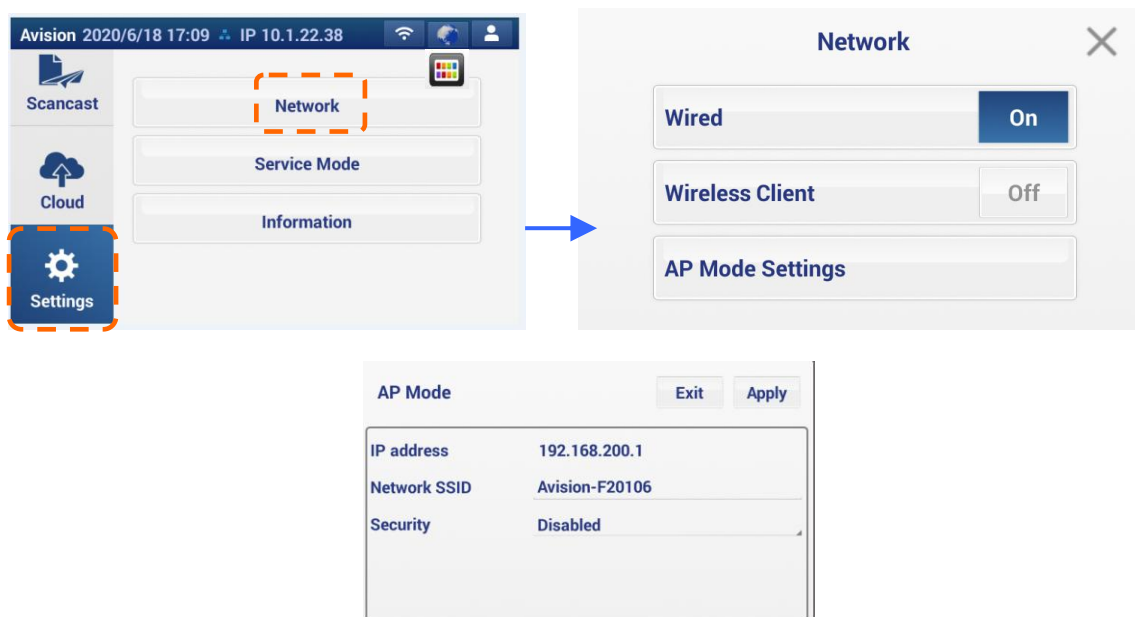 Avision 2020/6/18 17:09 IP 10.1.22.38
Scancast
Cloud
Settings
Network
Service Mode
Information
Network
Wired On
Wireless Client Off
AP Mode Settings
AP Mode Exit Apply
IP address 192.168.200.1
Network SSID Avision-F20106
Security Disabled